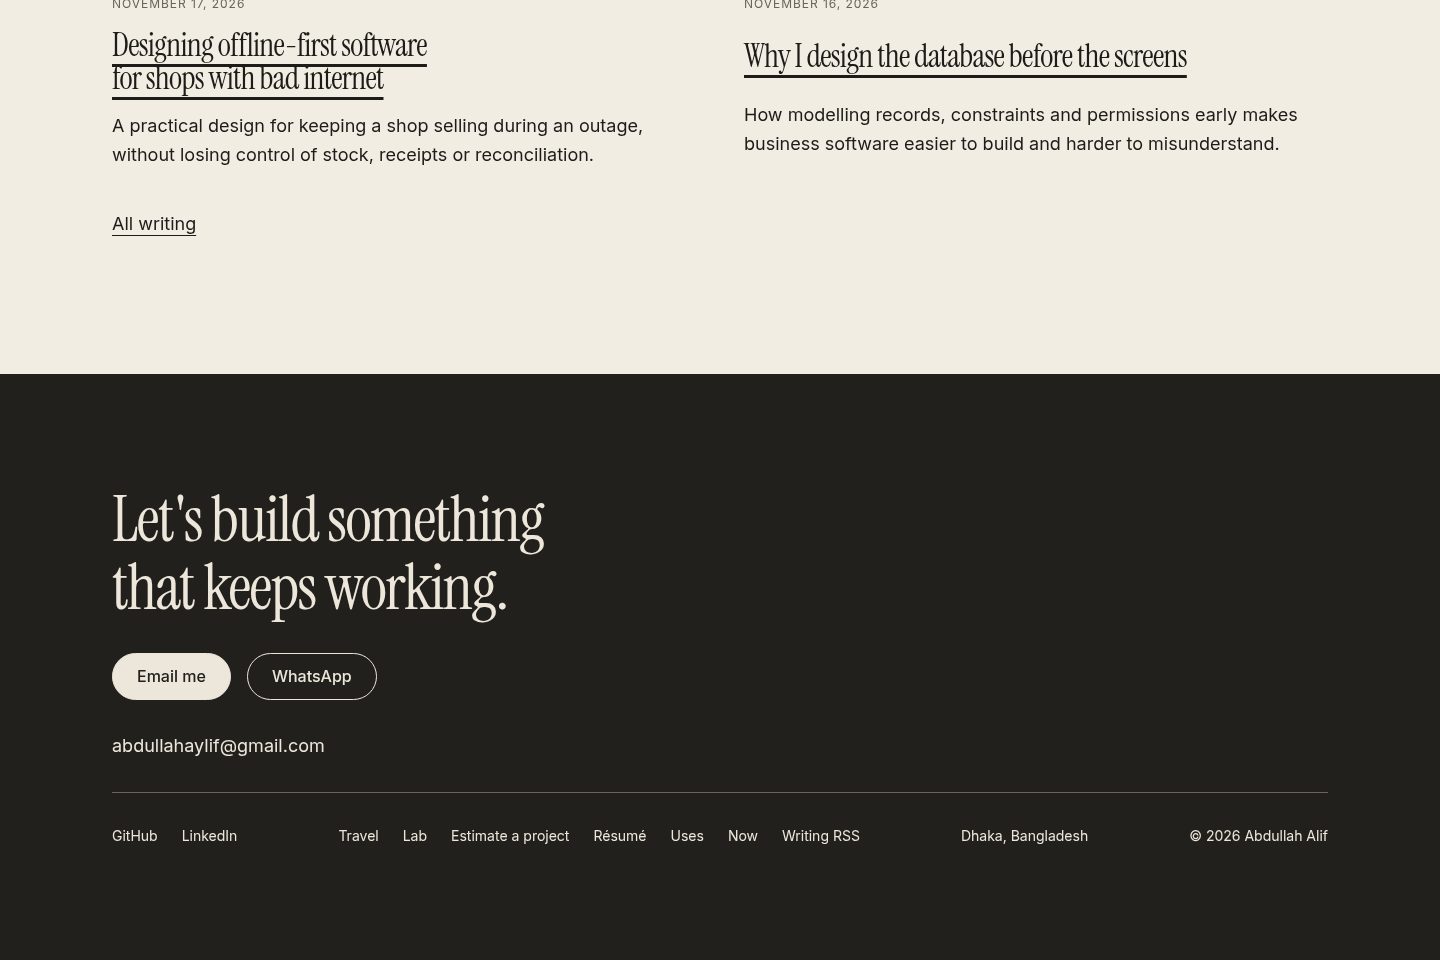 NOVEMBER 17, 2026
Designing offline-first software
for shops with bad internet
A practical design for keeping a shop selling during an outage,
without losing control of stock, receipts or reconciliation.
NOVEMBER 16, 2026
Why I design the database before the screens
How modelling records, constraints and permissions early makes
business software easier to build and harder to misunderstand.
All writing
Let's build something
that keeps working.
Email me
WhatsApp
abdullahaylif@gmail.com
GitHub LinkedIn Travel Lab Estimate a project Résumé Uses Now Writing RSS Dhaka, Bangladesh © 2026 Abdullah Alif